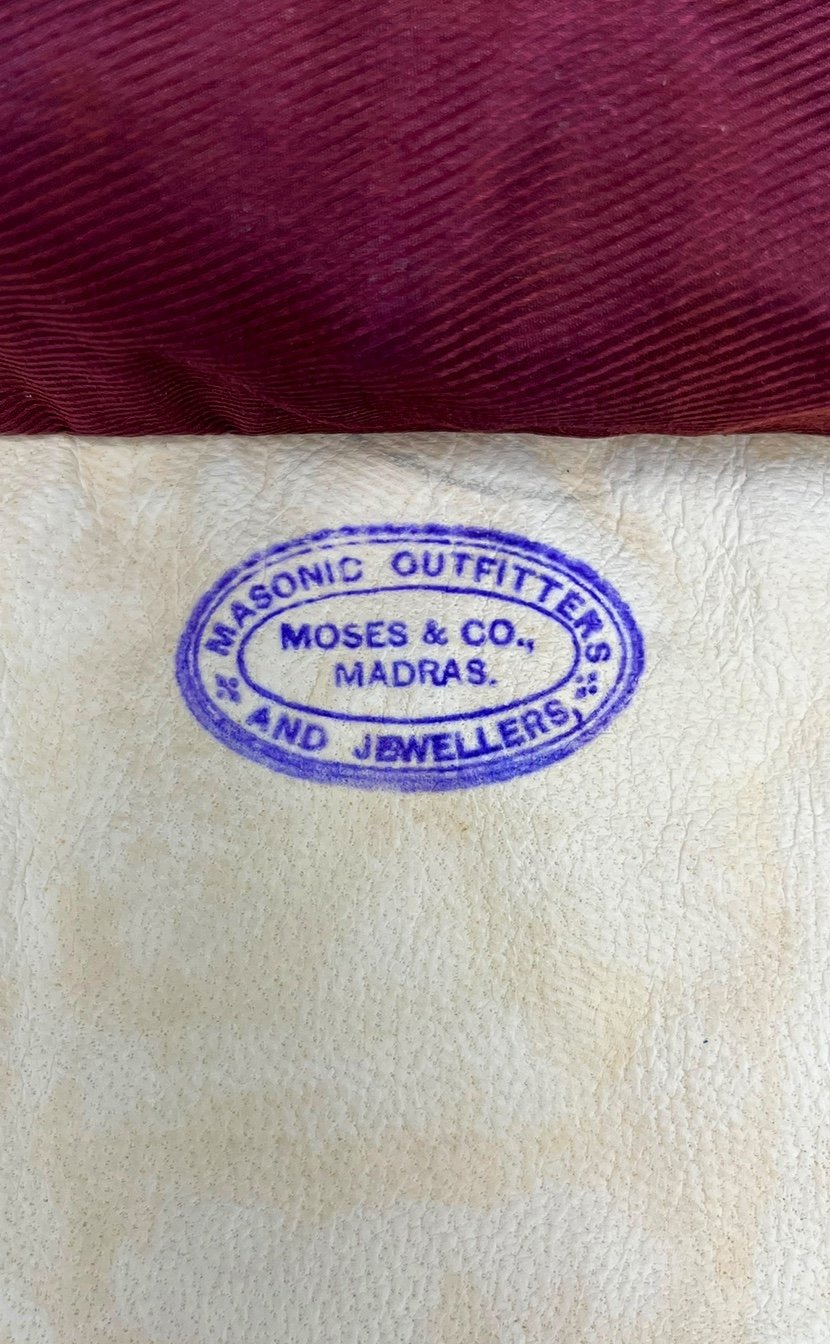 MASONIC OUTFITTERS
MOSES & CO.,
MADRAS.
AND JEWELLERS,